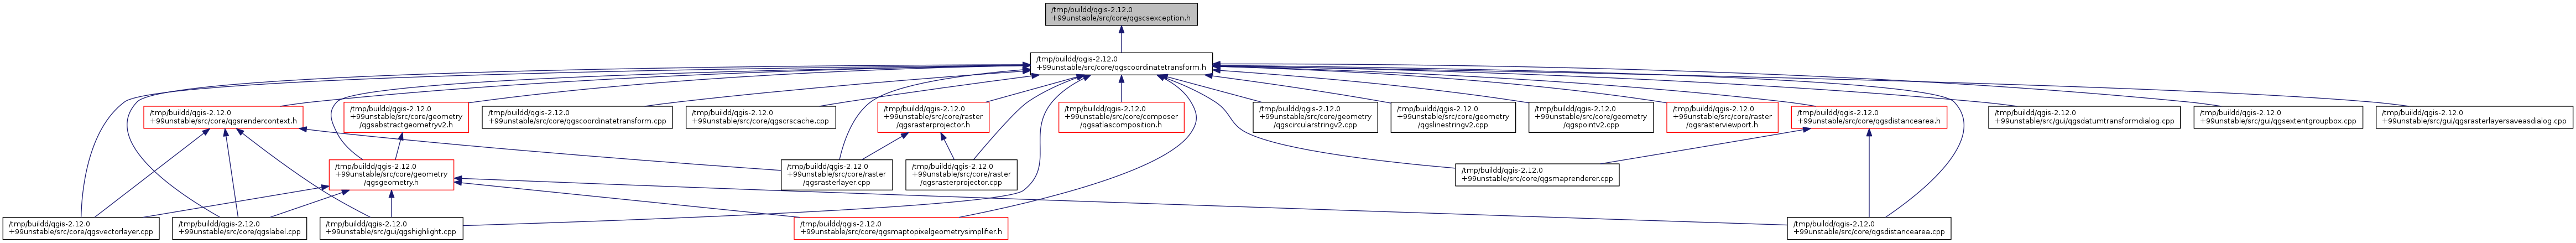 /tmp/buildd/qgis-2.12.0
+99unstable/src/core/qgscsexception.h
/tmp/buildd/qgis-2.12.0
+99unstable/src/core/qgscoordinatetransform.h
/tmp/buildd/qgis-2.12.0
+99unstable/src/core/qgsrendercontext.h
/tmp/buildd/qgis-2.12.0
+99unstable/src/core/geometry
/qgsabstractgeometryv2.h
/tmp/buildd/qgis-2.12.0
+99unstable/src/core/qgscoordinatetransform.cpp
/tmp/buildd/qgis-2.12.0
+99unstable/src/core/qgscrscache.cpp
/tmp/buildd/qgis-2.12.0
+99unstable/src/core/raster
/qgsrasterprojector.h
/tmp/buildd/qgis-2.12.0
+99unstable/src/core/composer
/qgsatlascomposition.h
/tmp/buildd/qgis-2.12.0
+99unstable/src/core/geometry
/qgscircularstringv2.cpp
/tmp/buildd/qgis-2.12.0
+99unstable/src/core/geometry
/qgslinestringv2.cpp
/tmp/buildd/qgis-2.12.0
+99unstable/src/core/geometry
/qgspointv2.cpp
/tmp/buildd/qgis-2.12.0
+99unstable/src/core/raster
/qgsrasterviewport.h
/tmp/buildd/qgis-2.12.0
+99unstable/src/core/qgsdistancearea.h
/tmp/buildd/qgis-2.12.0
+99unstable/src/gui/qgsdatumtransformdialog.cpp
/tmp/buildd/qgis-2.12.0
+99unstable/src/gui/qgsextentgroupbox.cpp
/tmp/buildd/qgis-2.12.0
+99unstable/src/gui/qgsrasterlayersaveasdialog.cpp
/tmp/buildd/qgis-2.12.0
+99unstable/src/core/geometry
/qgsgeometry.h
/tmp/buildd/qgis-2.12.0
+99unstable/src/core/raster
/qgsrasterlayer.cpp
/tmp/buildd/qgis-2.12.0
+99unstable/src/core/raster
/qgsrasterprojector.cpp
/tmp/buildd/qgis-2.12.0
+99unstable/src/core/qgsmaprenderer.cpp
/tmp/buildd/qgis-2.12.0
+99unstable/src/core/qgsvectorlayer.cpp
/tmp/buildd/qgis-2.12.0
+99unstable/src/core/qgslabel.cpp
/tmp/buildd/qgis-2.12.0
+99unstable/src/gui/qgshighlight.cpp
/tmp/buildd/qgis-2.12.0
+99unstable/src/core/qgsmaptopixelgeometrysimplifier.h
/tmp/buildd/qgis-2.12.0
+99unstable/src/core/qgsdistancearea.cpp